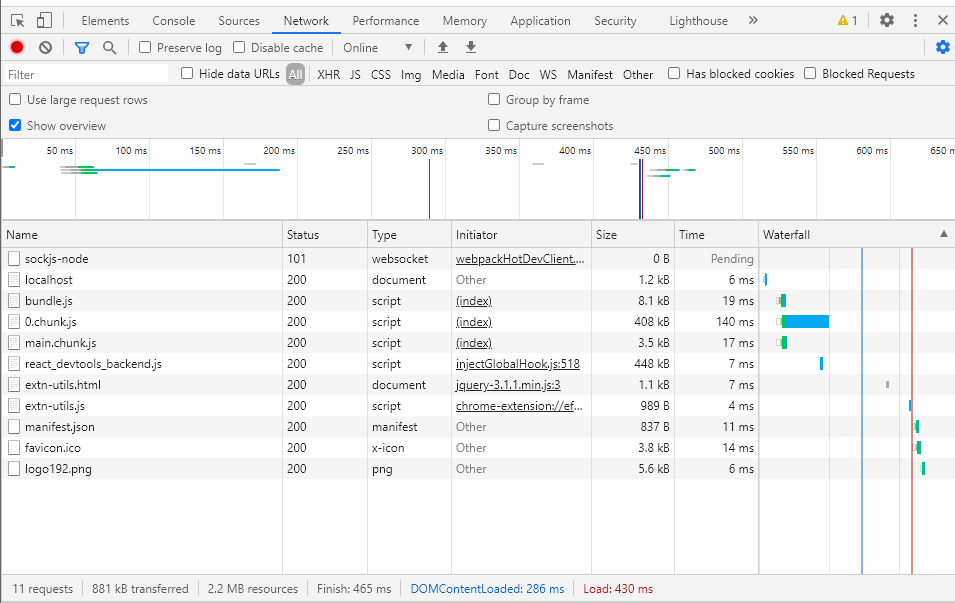 Elements Console Sources Network Performance Memory Application Security Lighthouse » 1
Preserve log Disable cache Online
Filter Hide data URLs All XHR JS CSS Img Media Font Doc WS Manifest Other Has blocked cookies Blocked Requests
Use large request rows Group by frame
Show overview Capture screenshots
50 ms 100 ms 150 ms 200 ms 250 ms 300 ms 350 ms 400 ms 450 ms 500 ms 550 ms 600 ms 650 m
Name Status Type Initiator Size Time Waterfall
sockjs-node 101 websocket webpackHotDevClient.... 0 B Pending
localhost 200 document Other 1.2 kB 6 ms
bundle.js 200 script (index) 8.1 kB 19 ms
0.chunk.js 200 script (index) 408 kB 140 ms
main.chunk.js 200 script (index) 3.5 kB 17 ms
react_devtools_backend.js 200 script injectGlobalHook.js:518 448 kB 7 ms
extn-utils.html 200 document jquery-3.1.1.min.js:3 1.1 kB 7 ms
extn-utils.js 200 script chrome-extension://ef... 989 B 4 ms
manifest.json 200 manifest Other 837 B 11 ms
favicon.ico 200 x-icon Other 3.8 kB 14 ms
logo192.png 200 png Other 5.6 kB 6 ms
11 requests 881 kB transferred 2.2 MB resources Finish: 465 ms DOMContentLoaded: 286 ms Load: 430 ms